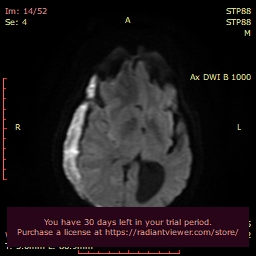 Im: 14/52
Se: 4
STP88
STP88
M
A
Ax DWI B 1000
R
L
You have 30 days left in your trial period.
Purchase a license at https://radiantviewer.com/store/